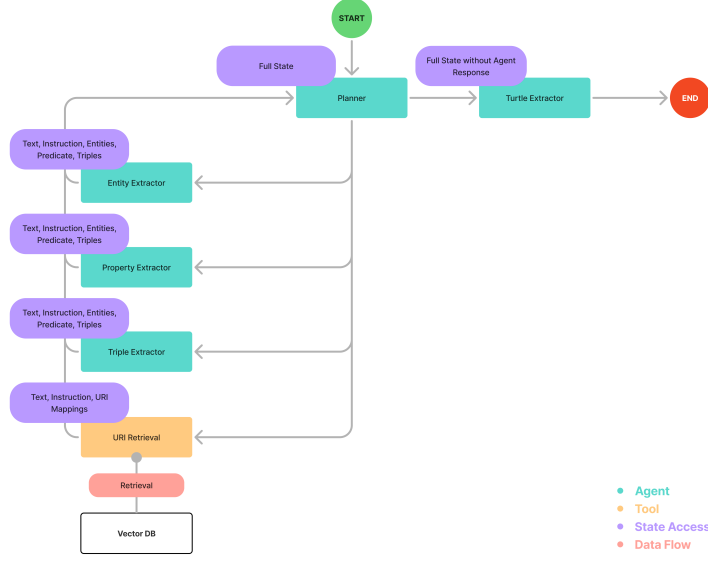 START
Full State
Full State without Agent
Response
Planner
Turtle Extractor
END
Text, Instruction, Entities,
Predicate, Triples
Entity Extractor
Text, Instruction, Entities,
Predicate, Triples
Property Extractor
Text, Instruction, Entities,
Predicate, Triples
Triple Extractor
Text, Instruction, URI
Mappings
URI Retrieval
Retrieval
Vector DB
Agent
Tool
State Access
Data Flow